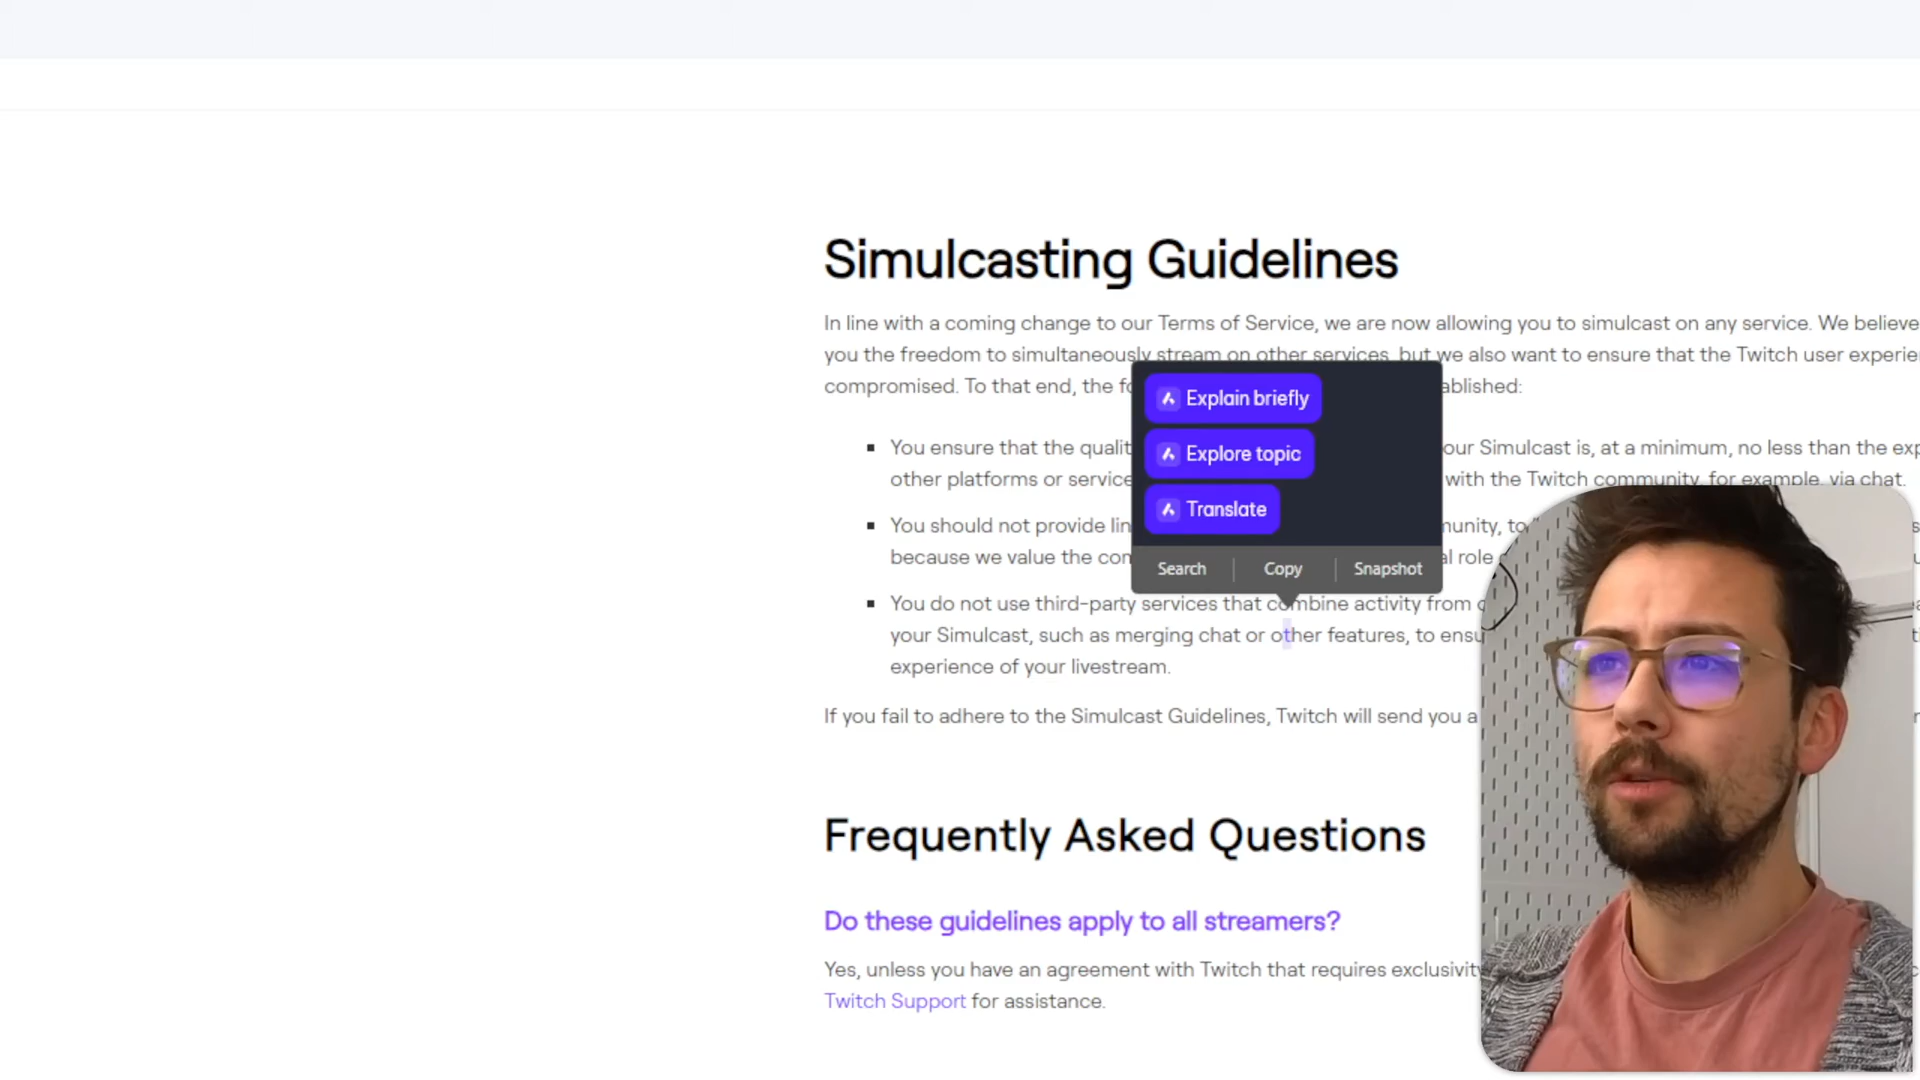 Simulcasting Guidelines
In line with a coming change to our Terms of Service, we are now allowing you to simulcast on any service. We believe
you the freedom to simultaneously stream on other services, but we also want to ensure that the Twitch user experie
compromised. To that end, the fo
ablished:
Explain briefly
Explore topic
Translate
Search
Copy
Snapshot
You ensure that the qualit
our Simulcast is, at a minimum, no less than the exp
other platforms or service
with the Twitch community, for example, via chat.
You should not provide lin
munity, to
because we value the con
al role
You do not use third-party services that combine activity from o
your Simulcast, such as merging chat or other features, to ensu
experience of your livestream.
If you fail to adhere to the Simulcast Guidelines, Twitch will send you a
Frequently Asked Questions
Do these guidelines apply to all streamers?
Yes, unless you have an agreement with Twitch that requires exclusivity
Twitch Support for assistance.